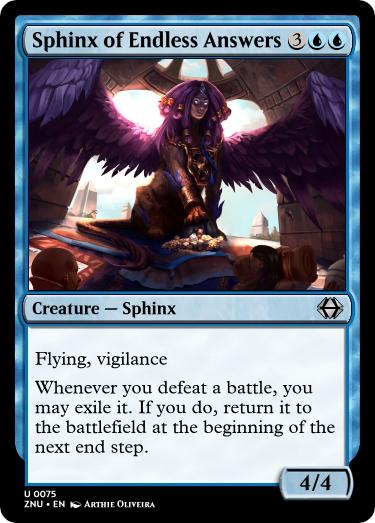 Sphinx of Endless Answers 3
Creature — Sphinx
Flying, vigilance
Whenever you defeat a battle, you
may exile it. If you do, return it to
the battlefield at the beginning of the
next end step.
4/4
U 0075
ZNU • EN Arthie Oliveira